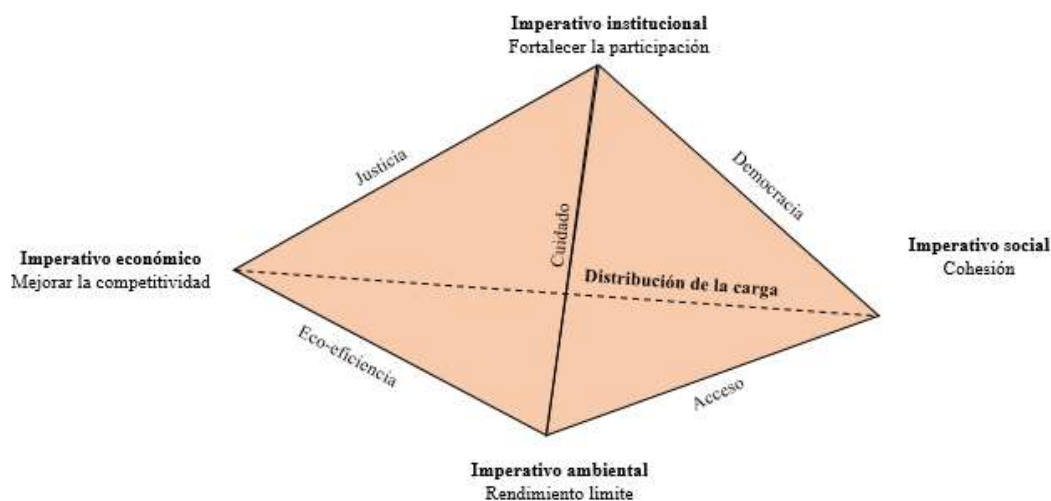 Imperativo institucional
Fortalecer la participación
Justicia
Democracia
Cuidado
Imperativo económico
Mejorar la competitividad
Imperativo social
Cohesión
Distribución de la carga
Eco-eficiencia
Acceso
Imperativo ambiental
Rendimiento limite